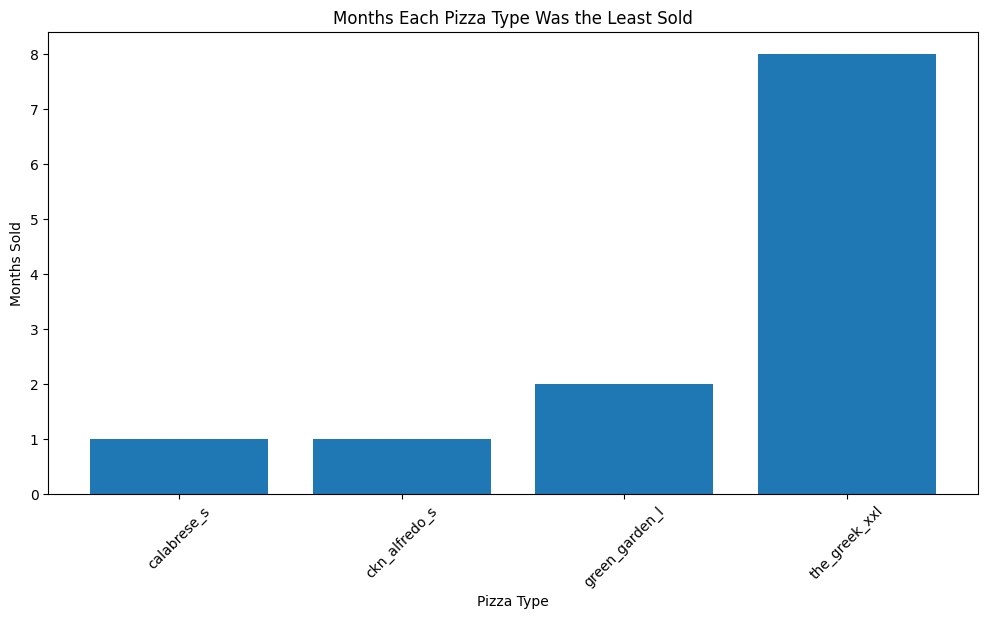 Months Each Pizza Type Was the Least Sold
8
7
6
5
4
3
2
1
0
Months Sold
calabrese_s
ckn_alfredo_s
green_garden_l
the_greek_xxl
Pizza Type